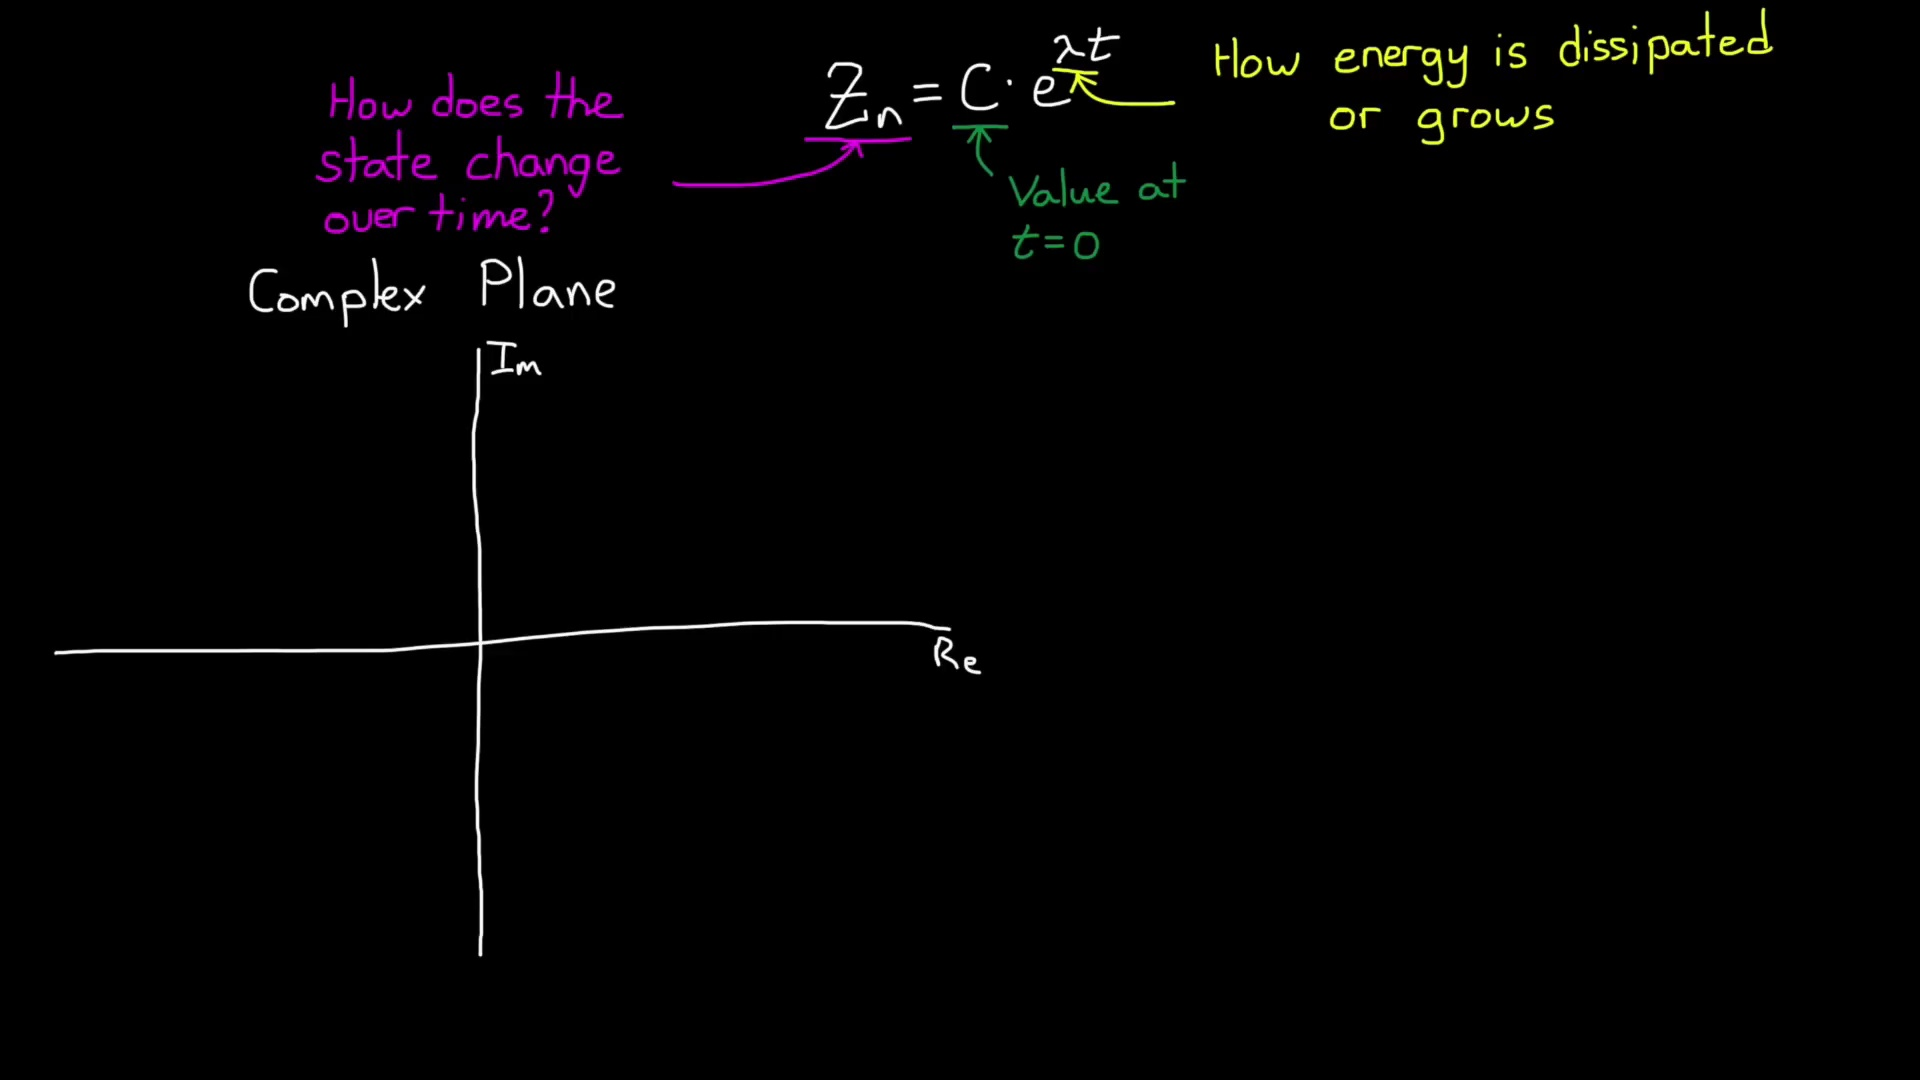 How does the
state change
over time?
Zₙ = C · e^λt
How energy is dissipated
or grows
Value at
t=0
Complex Plane
Im
Re